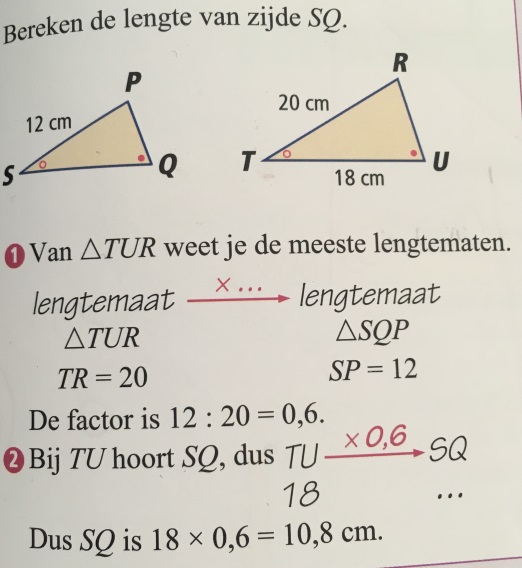 Bereken de lengte van zijde SQ.
P
R
12 cm
20 cm
S
Q
T
U
18 cm
1 Van △TUR weet je de meeste lengtematen.
lengtemaat × ... lengtemaat
△TUR △SQP
TR = 20 SP = 12
De factor is 12 : 20 = 0,6.
2 Bij TU hoort SQ, dus TU × 0,6 SQ
18 ...
Dus SQ is 18 × 0,6 = 10,8 cm.